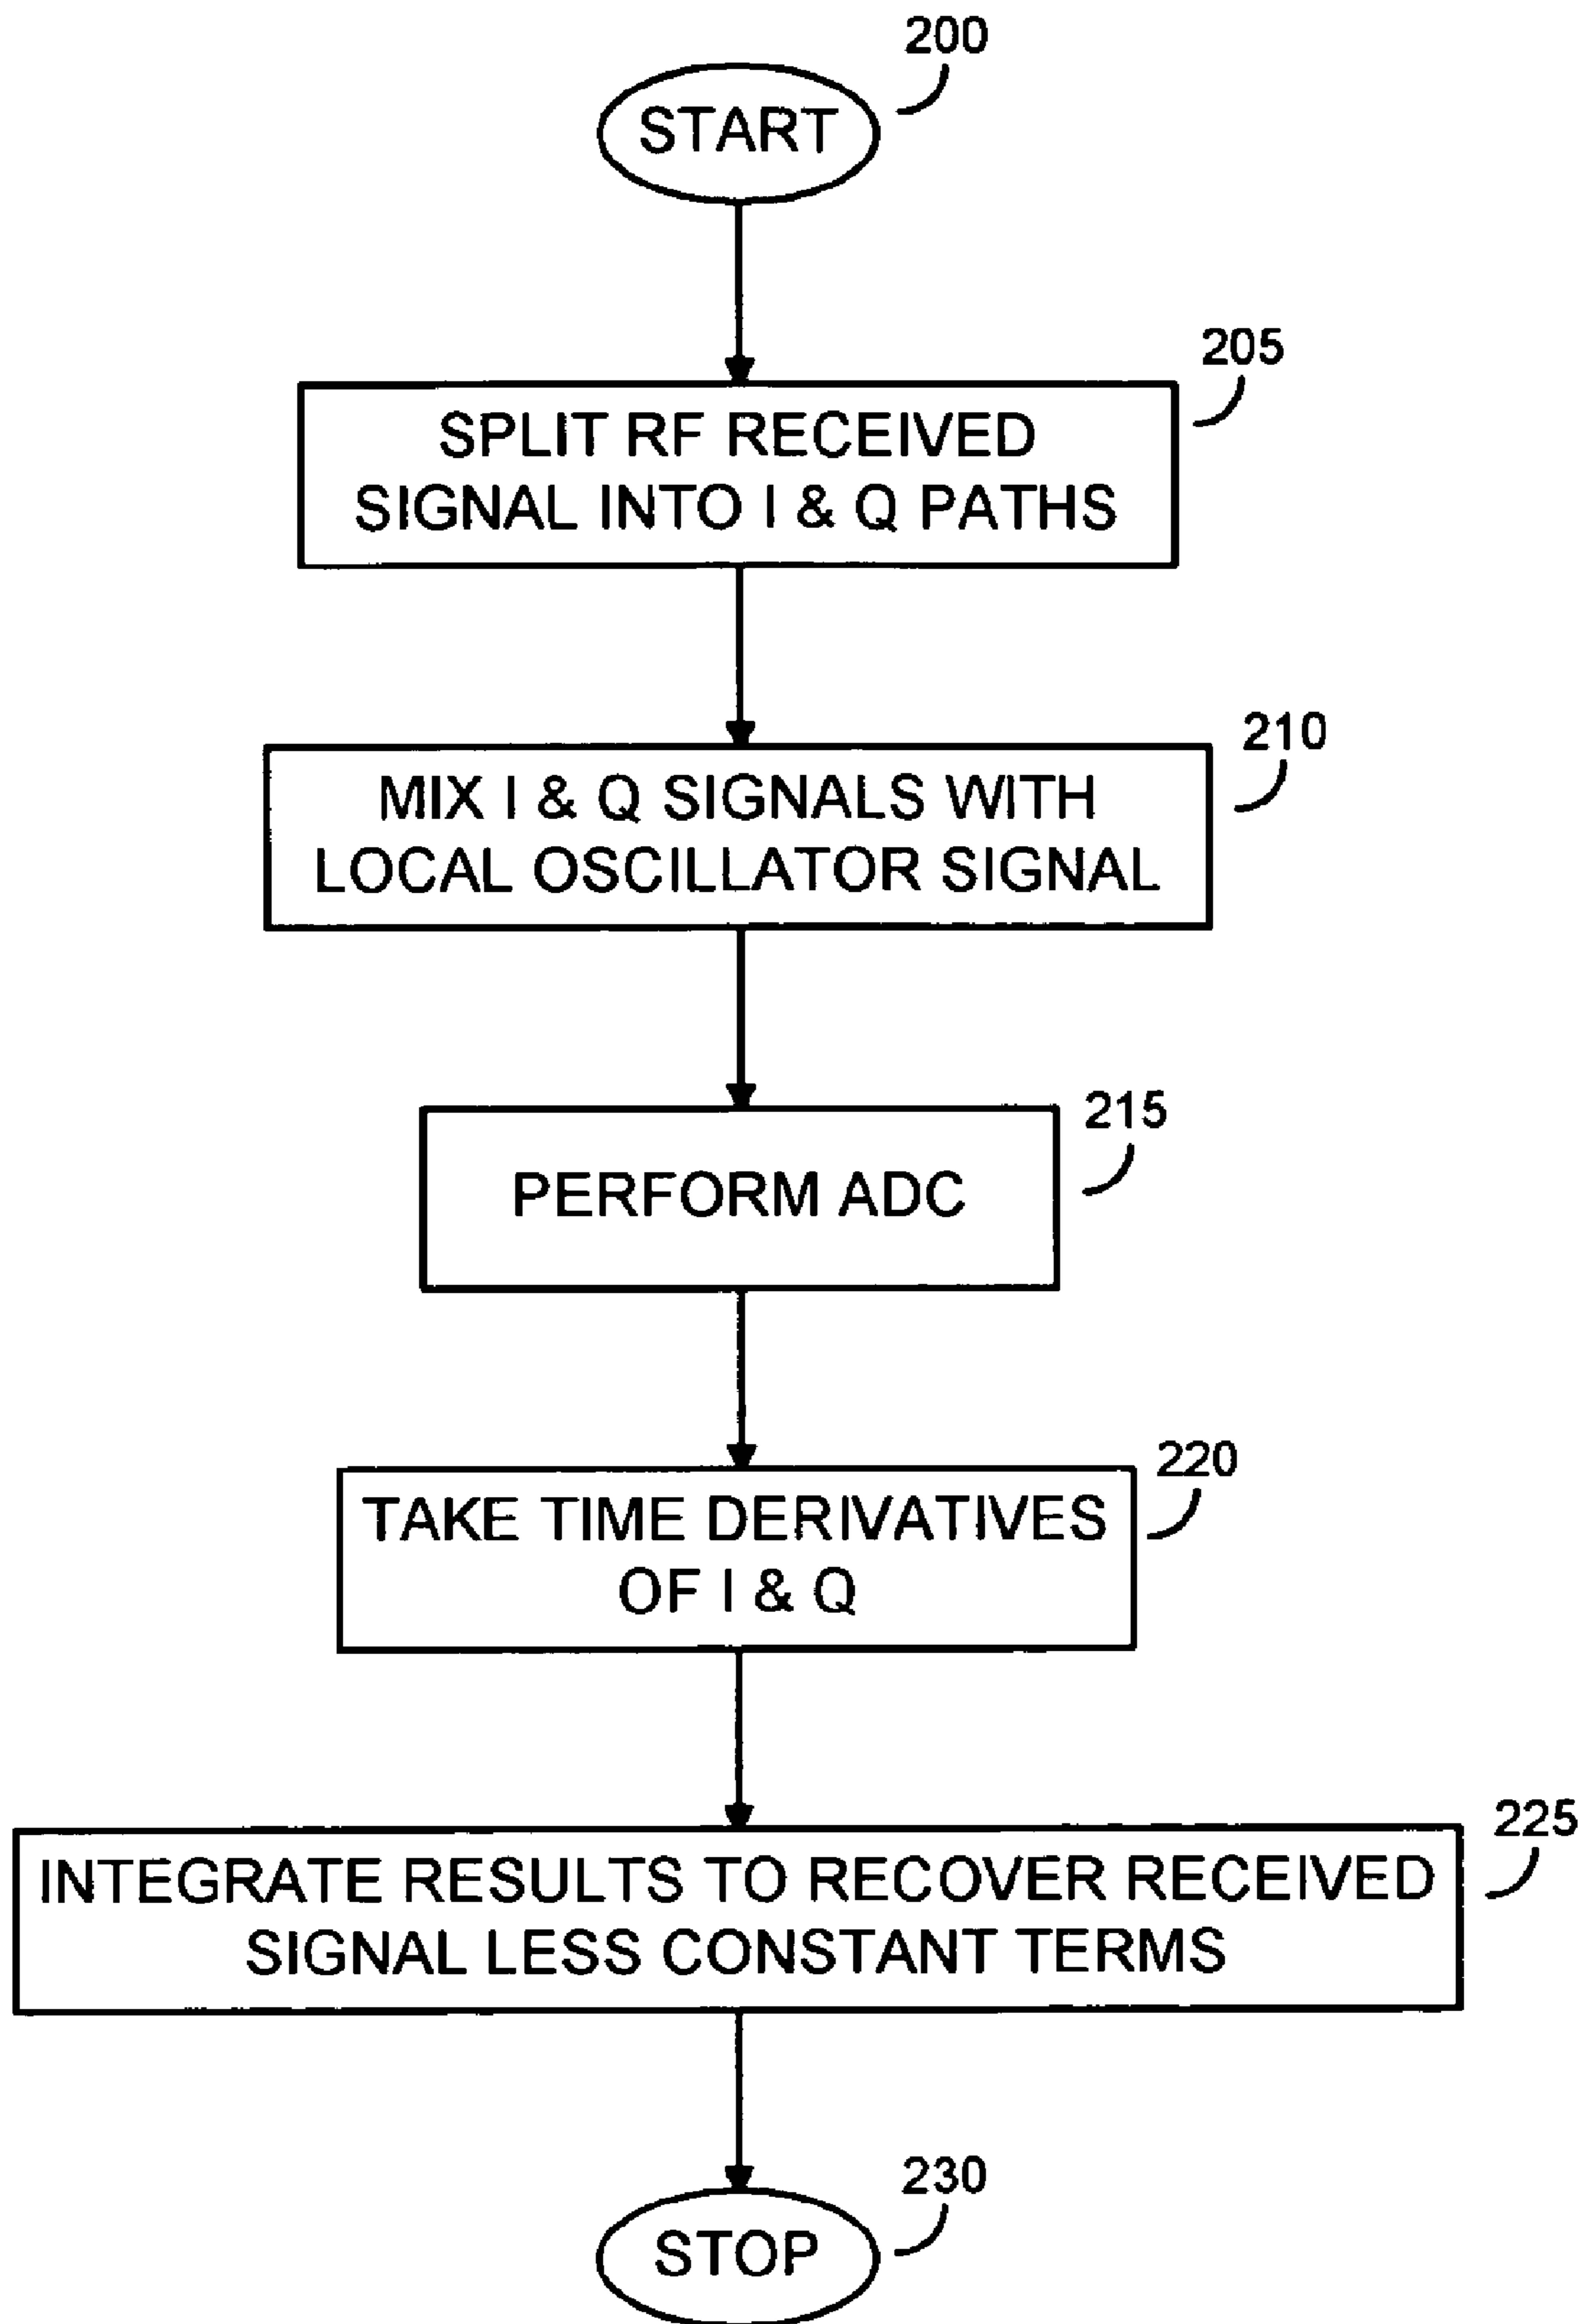 200
START
205
SPLIT RF RECEIVED
SIGNAL INTO I & Q PATHS
210
MIX I & Q SIGNALS WITH
LOCAL OSCILLATOR SIGNAL
215
PERFORM ADC
220
TAKE TIME DERIVATIVES
OF I & Q
225
INTEGRATE RESULTS TO RECOVER RECEIVED
SIGNAL LESS CONSTANT TERMS
230
STOP